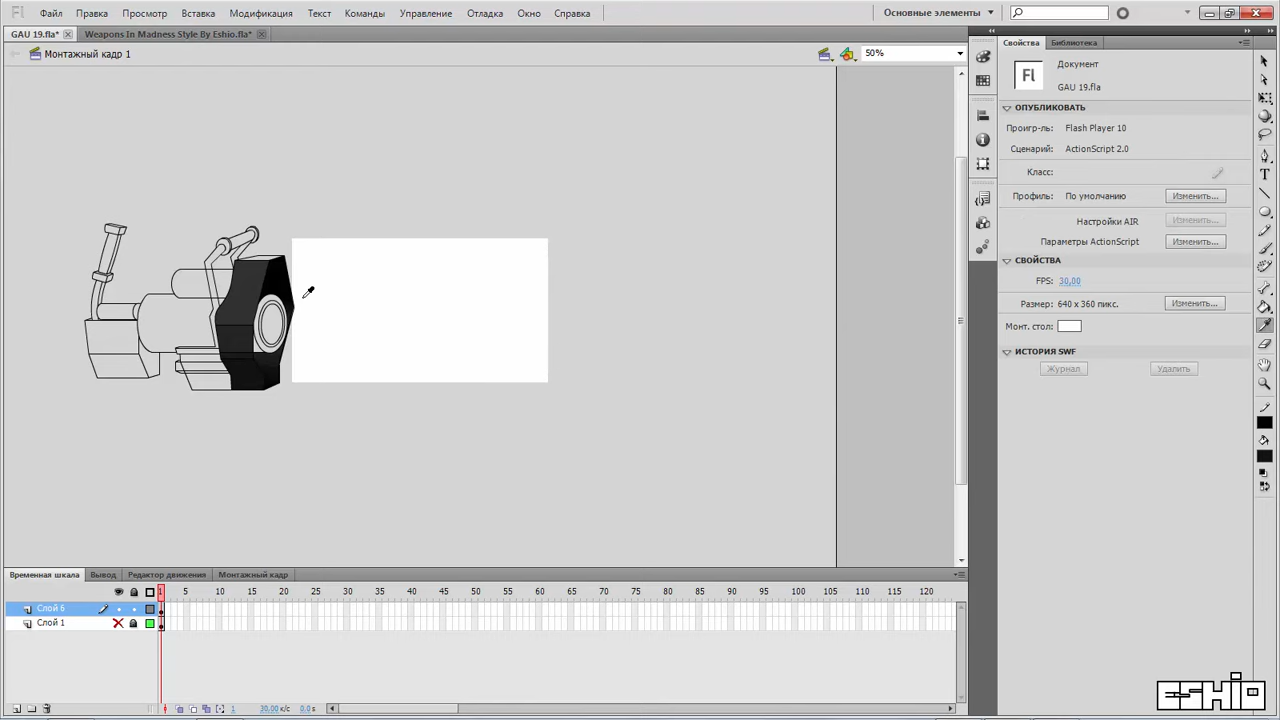 Fl Файл Правка Просмотр Вставка Модификация Текст Команды Управление Отладка Окно Справка Основные элементы
GAU 19.fla* Weapons In Madness Style By Eshio.fla*
Монтажный кадр 1 50%
Свойства Библиотека
Fl
Документ
GAU 19.fla
ОПУБЛИКОВАТЬ
Проигр-ль: Flash Player 10
Сценарий: ActionScript 2.0
Класс:
Профиль: По умолчанию Изменить...
Настройки AIR Изменить...
Параметры ActionScript Изменить...
СВОЙСТВА
FPS: 30,00
Размер: 640 x 360 пикс. Изменить...
Монт. стол:
ИСТОРИЯ SWF
Журнал Удалить
Временная шкала Вывод Редактор движения Монтажный кадр
1 5 10 15 20 25 30 35 40 45 50 55 60 65 70 75 80 85 90 95 100 105 110 115 120
Слой 6
Слой 1
1 30,00 к/с 0.0 s
ESHIO